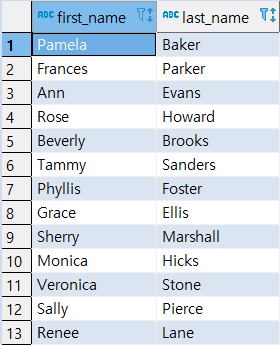 ABC first_name ABC last_name
1 Pamela Baker
2 Frances Parker
3 Ann Evans
4 Rose Howard
5 Beverly Brooks
6 Tammy Sanders
7 Phyllis Foster
8 Grace Ellis
9 Sherry Marshall
10 Monica Hicks
11 Veronica Stone
12 Sally Pierce
13 Renee Lane